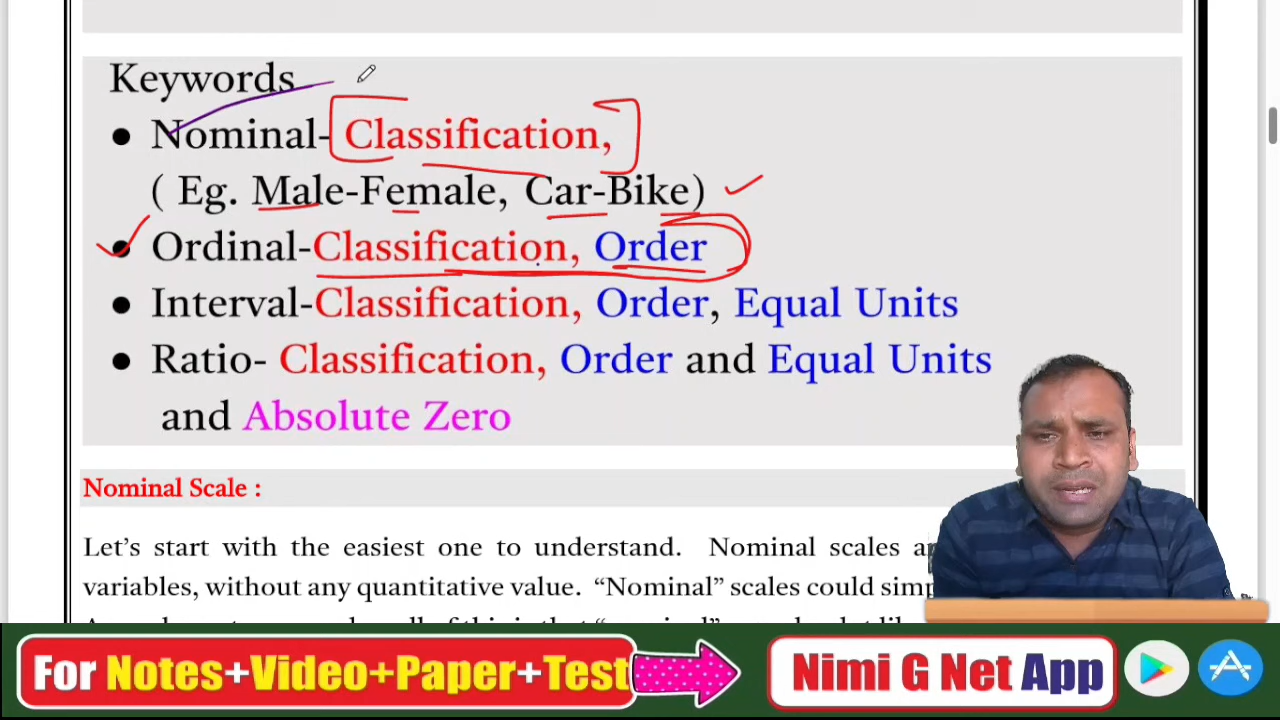 Keywords
● Nominal- Classification,
( Eg. Male-Female, Car-Bike)
● Ordinal-Classification, Order
● Interval-Classification, Order, Equal Units
● Ratio- Classification, Order and Equal Units
and Absolute Zero
Nominal Scale :
Let’s start with the easiest one to understand. Nominal scales
variables, without any quantitative value. “Nominal” scales could
For Notes+Video+Paper+Test
Nimi G Net App